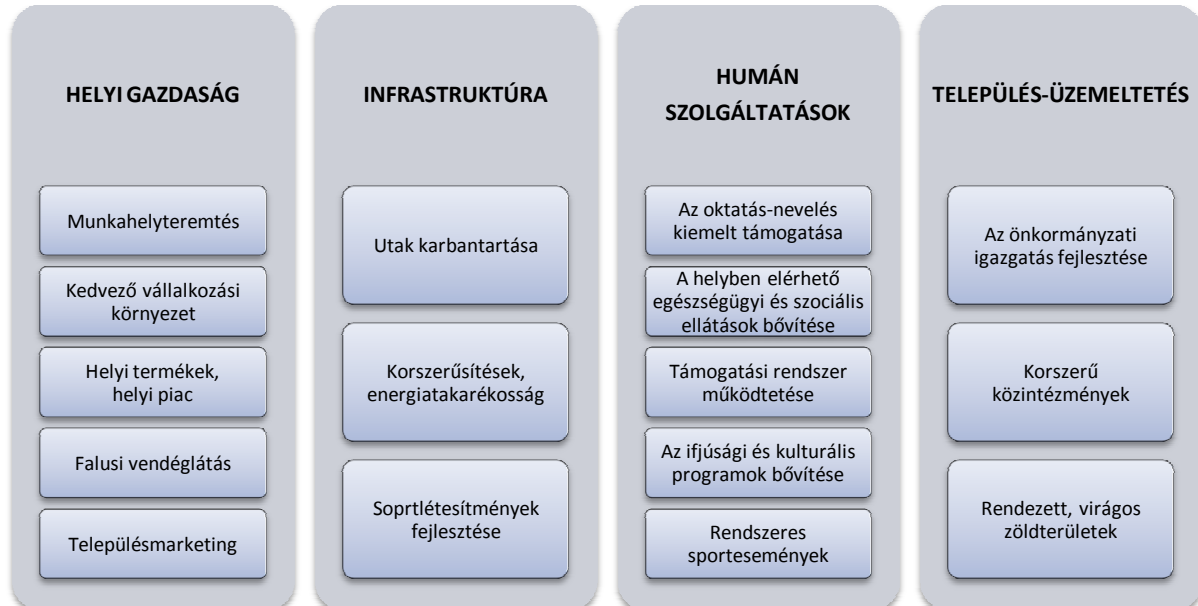 HELYI GAZDASÁG
Munkahelyteremtés
Kedvező vállalkozási
környezet
Helyi termékek,
helyi piac
Falusi vendéglátás
Településmarketing
INFRASTRUKTÚRA
Utak karbantartása
Korszerűsítések,
energiatakarékosság
Soprtlétesítmények
fejlesztése
HUMÁN
SZOLGÁLTATÁSOK
Az oktatás-nevelés
kiemelt támogatása
A helyben elérhető
egészségügyi és szociális
ellátások bővítése
Támogatási rendszer
működtetése
Az ifjúsági és kulturális
programok bővítése
Rendszeres
sportesemények
TELEPÜLÉS-ÜZEMELTETÉS
Az önkormányzati
igazgatás fejlesztése
Korszerű
közintézmények
Rendezett, virágos
zöldterületek